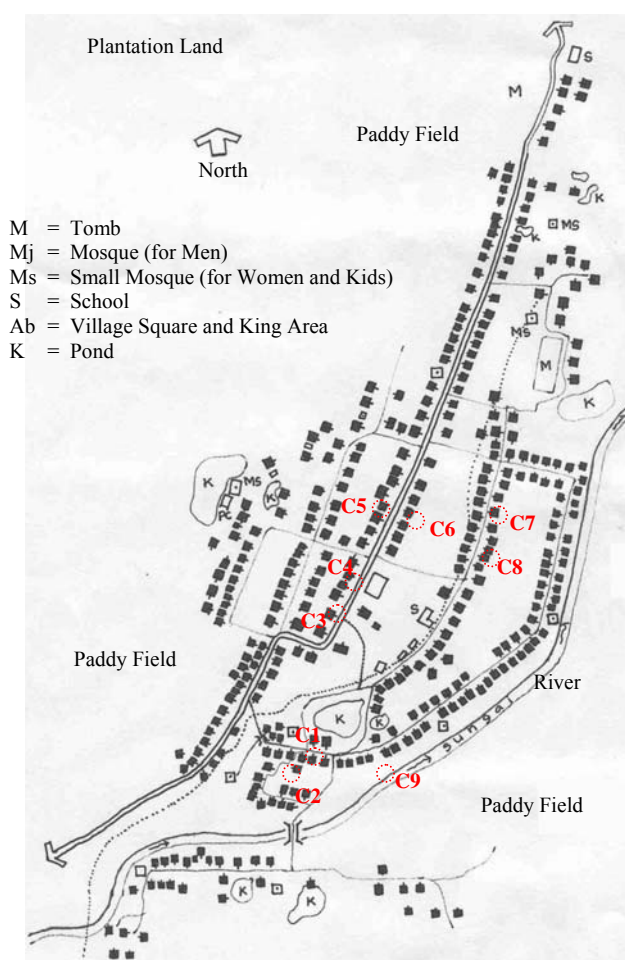 Plantation Land
S
M
Paddy Field
North
K
M = Tomb
Mj = Mosque (for Men)
Ms = Small Mosque (for Women and Kids)
S = School
Ab = Village Square and King Area
K = Pond
MS
K
MS
M
K
K
MS
K
C5
C6
C7
C4
C8
C3
S
Paddy Field
River
K
K
Sungai
C1
C2
C9
Paddy Field
K
K